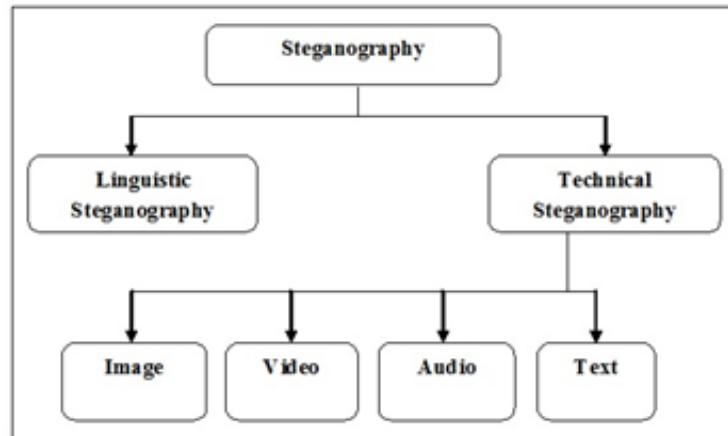 Steganography
Linguistic
Steganography
Technical
Steganography
Image
Video
Audio
Text